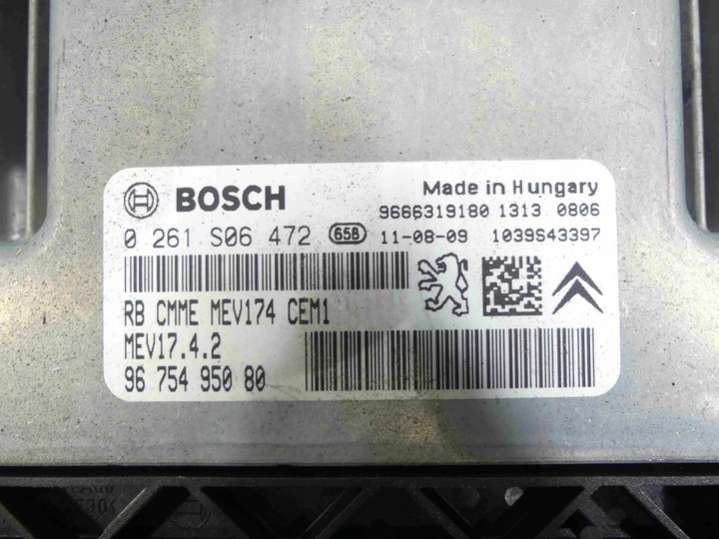 BOSCH
Made in Hungary
9666319180 1313 0806
0 261 S06 472 658 11-08-09 1039S43397
RB CMME MEV174 CEM1
MEV17.4.2
96 754 950 80